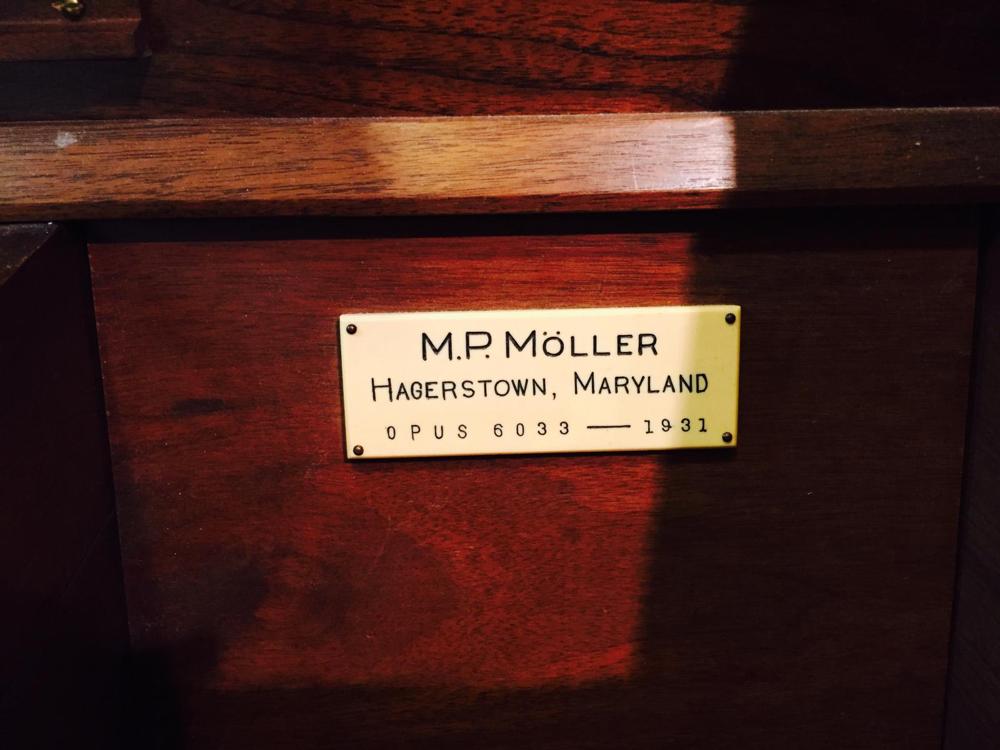 M.P. MÖLLER
HAGERSTOWN, MARYLAND
OPUS 6033 — 1931